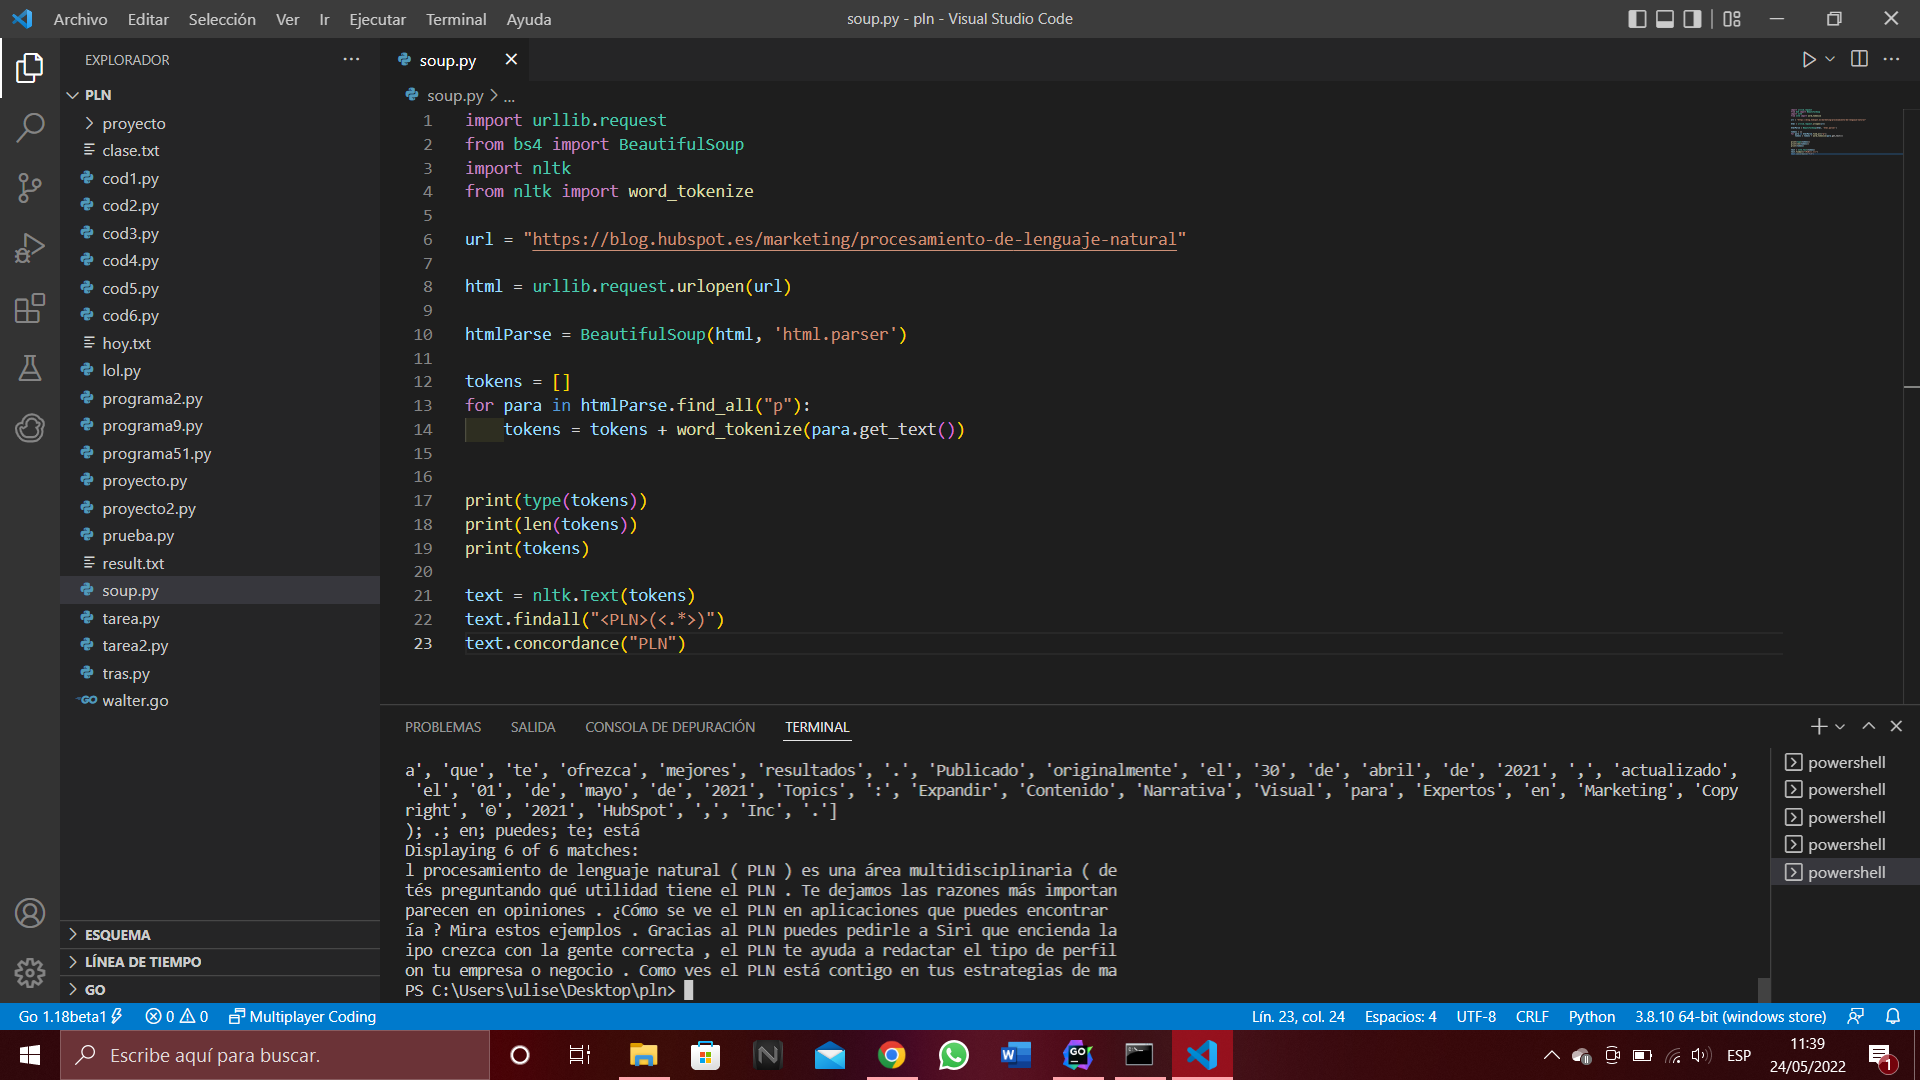 Archivo Editar Selección Ver Ir Ejecutar Terminal Ayuda
soup.py - pln - Visual Studio Code
EXPLORADOR
PLN
proyecto
clase.txt
cod1.py
cod2.py
cod3.py
cod4.py
cod5.py
cod6.py
hoy.txt
lol.py
programa2.py
programa9.py
programa51.py
proyecto.py
proyecto2.py
prueba.py
result.txt
soup.py
tarea.py
tarea2.py
tras.py
GO walter.go
ESQUEMA
LÍNEA DE TIEMPO
GO
soup.py
soup.py > ...
1 import urllib.request
2 from bs4 import BeautifulSoup
3 import nltk
4 from nltk import word_tokenize
5
6 url = "https://blog.hubspot.es/marketing/procesamiento-de-lenguaje-natural"
7
8 html = urllib.request.urlopen(url)
9
10 htmlParse = BeautifulSoup(html, 'html.parser')
11
12 tokens = []
13 for para in htmlParse.find_all("p"):
14 tokens = tokens + word_tokenize(para.get_text())
15
16
17 print(type(tokens))
18 print(len(tokens))
19 print(tokens)
20
21 text = nltk.Text(tokens)
22 text.findall("<PLN>(<.*>)")
23 text.concordance("PLN")
PROBLEMAS SALIDA CONSOLA DE DEPURACIÓN TERMINAL
a', 'que', 'te', 'ofrezca', 'mejores', 'resultados', '.', 'Publicado', 'originalmente', 'el', '30', 'de', 'abril', 'de', '2021', ',', 'actualizado',
'el', '01', 'de', 'mayo', 'de', '2021', 'Topics', ':', 'Expandir', 'Contenido', 'Narrativa', 'Visual', 'para', 'Expertos', 'en', 'Marketing', 'Copy
right', '©', '2021', 'HubSpot', ',', 'Inc', '.']
); .; en; puedes; te; está
Displaying 6 of 6 matches:
l procesamiento de lenguaje natural ( PLN ) es una área multidisciplinaria ( de
tés preguntando qué utilidad tiene el PLN . Te dejamos las razones más importan
parecen en opiniones . ¿Cómo se ve el PLN en aplicaciones que puedes encontrar
ía ? Mira estos ejemplos . Gracias al PLN puedes pedirle a Siri que encienda la
ipo crezca con la gente correcta , el PLN te ayuda a redactar el tipo de perfil
on tu empresa o negocio . Como ves el PLN está contigo en tus estrategias de ma
PS C:\Users\ulise\Desktop\pln>
powershell
powershell
powershell
powershell
powershell
Go 1.18beta1 0 0 Multiplayer Coding
Lín. 23, col. 24 Espacios: 4 UTF-8 CRLF Python 3.8.10 64-bit (windows store)
Escribe aquí para buscar.
ESP
11:39
24/05/2022
1